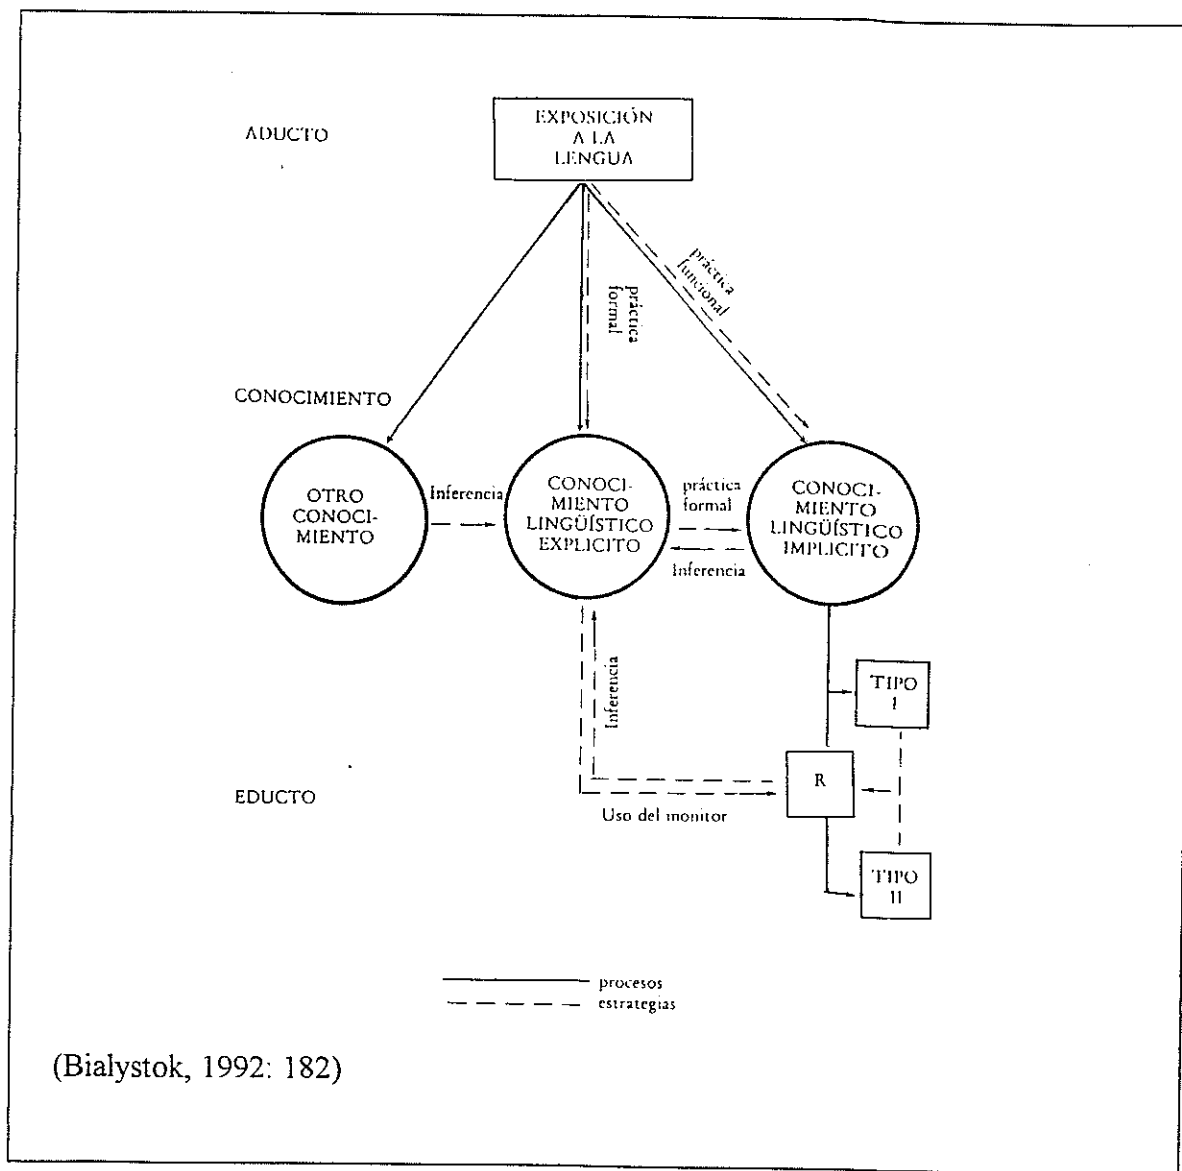 EXPOSICIÓN
A LA
LENGUA
ADUCTO
práctica
funcional
práctica
formal
CONOCIMIENTO
OTRO
CONOCI-
MIENTO
Inferencia
CONOCI-
MIENTO
LINGÜÍSTICO
EXPLICITO
práctica
formal
Inferencia
CONOCI-
MIENTO
LINGÜÍSTICO
IMPLICITO
Inferencia
TIPO
I
R
EDUCTO
Uso del monitor
TIPO
II
procesos
estrategias
(Bialystok, 1992: 182)